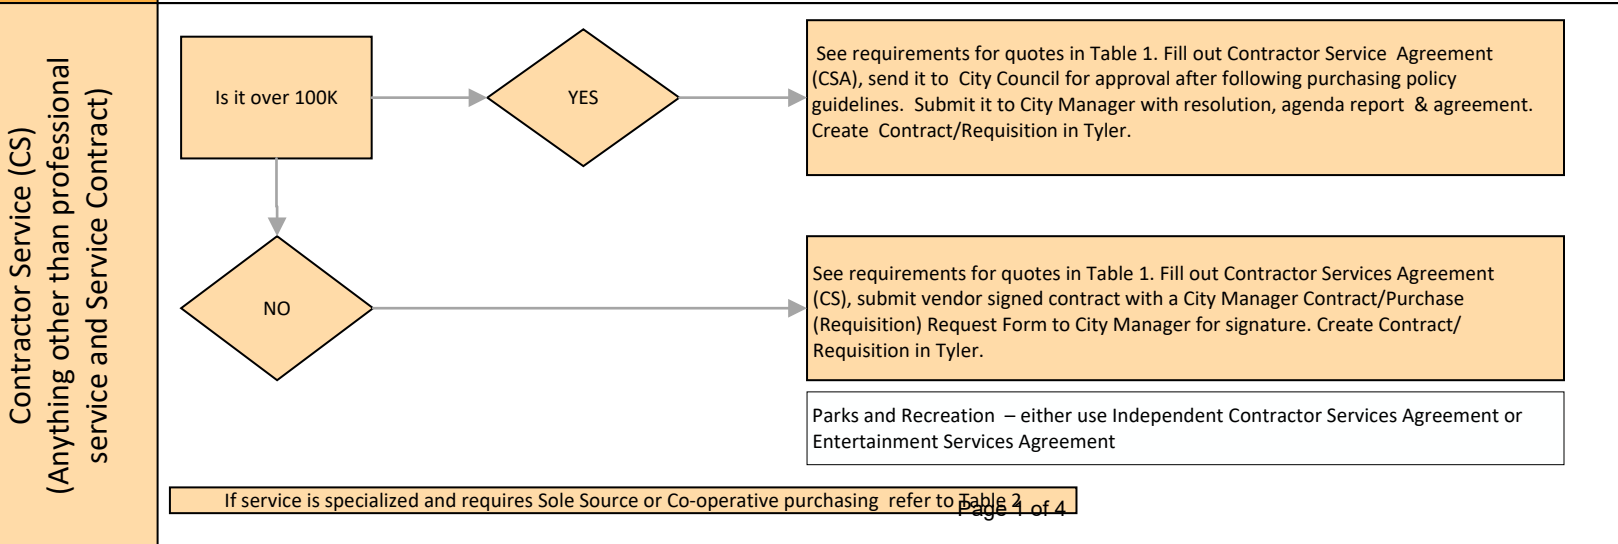 Contractor Service (CS)
(Anything other than professional
service and Service Contract)
Is it over 100K
YES
See requirements for quotes in Table 1. Fill out Contractor Service Agreement
(CSA), send it to City Council for approval after following purchasing policy
guidelines. Submit it to City Manager with resolution, agenda report & agreement.
Create Contract/Requisition in Tyler.
NO
See requirements for quotes in Table 1. Fill out Contractor Services Agreement
(CS), submit vendor signed contract with a City Manager Contract/Purchase
(Requisition) Request Form to City Manager for signature. Create Contract/
Requisition in Tyler.
Parks and Recreation – either use Independent Contractor Services Agreement or
Entertainment Services Agreement
If service is specialized and requires Sole Source or Co-operative purchasing refer to Table 2
Page 1 of 4